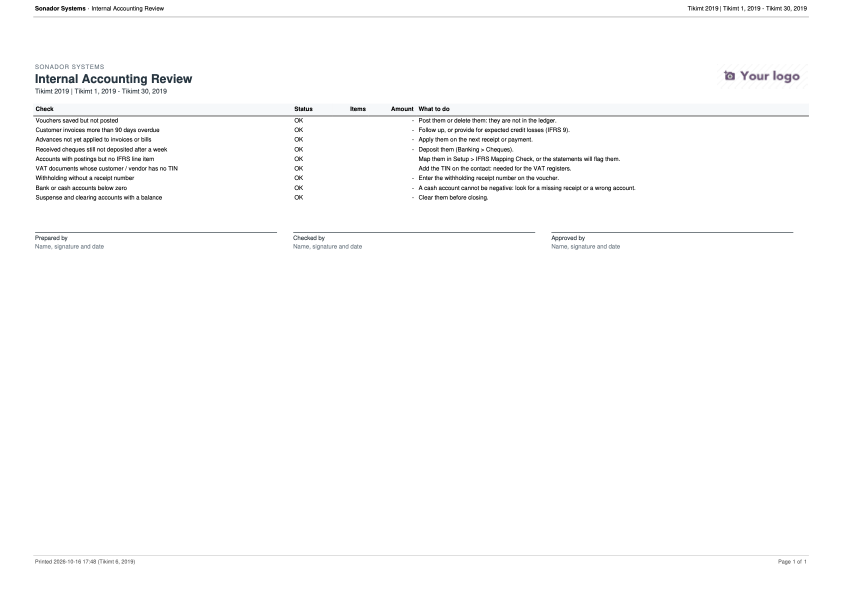 Sonador Systems - Internal Accounting Review Tikimt 2019 | Tikimt 1, 2019 - Tikimt 30, 2019
SONADOR SYSTEMS
Internal Accounting Review
Tikimt 2019 | Tikimt 1, 2019 - Tikimt 30, 2019
Your logo
Check Status Items Amount What to do
Vouchers saved but not posted OK - Post them or delete them: they are not in the ledger.
Customer invoices more than 90 days overdue OK - Follow up, or provide for expected credit losses (IFRS 9).
Advances not yet applied to invoices or bills OK - Apply them on the next receipt or payment.
Received cheques still not deposited after a week OK - Deposit them (Banking > Cheques).
Accounts with postings but no IFRS line item OK Map them in Setup > IFRS Mapping Check, or the statements will flag them.
VAT documents whose customer / vendor has no TIN OK Add the TIN on the contact: needed for the VAT registers.
Withholding without a receipt number OK - Enter the withholding receipt number on the voucher.
Bank or cash accounts below zero OK - A cash account cannot be negative: look for a missing receipt or a wrong account.
Suspense and clearing accounts with a balance OK - Clear them before closing.
Prepared by Checked by Approved by
Name, signature and date Name, signature and date Name, signature and date
Printed 2026-10-16 17:48 (Tikimt 6, 2019) Page 1 of 1